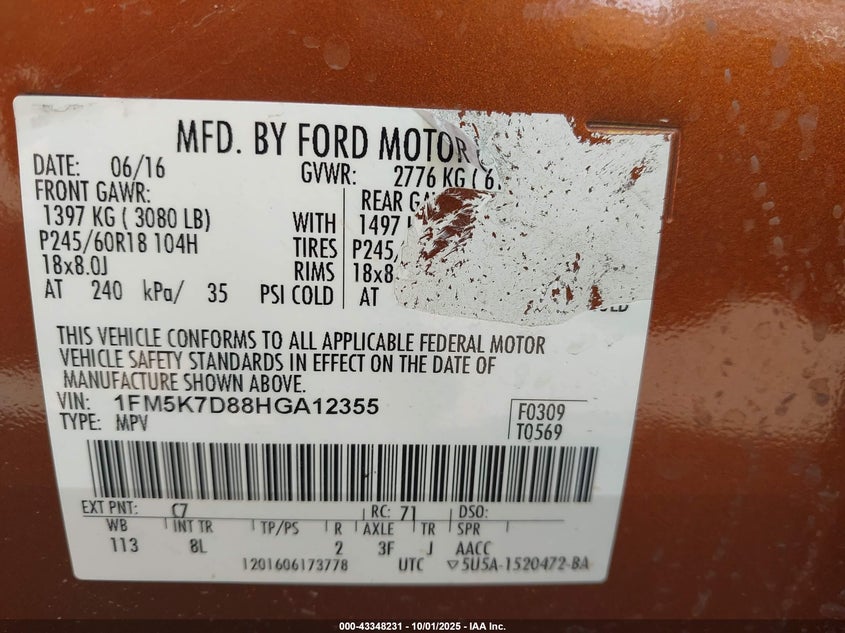 MFD. BY FORD MOTOR
DATE: 06/16 GVWR: 2776 KG
FRONT GAWR: REAR
1397 KG ( 3080 LB) WITH 1497
P245/60R18 104H TIRES P245/
18x8.0J RIMS 18x8
AT 240 kPa/ 35 PSI COLD AT
THIS VEHICLE CONFORMS TO ALL APPLICABLE FEDERAL MOTOR
VEHICLE SAFETY STANDARDS IN EFFECT ON THE DATE OF
MANUFACTURE SHOWN ABOVE.
VIN: 1FM5K7D88HGA12355 F0309
TYPE: MPV T0569
EXT PNT: C7 RC: 71 DSO:
WB INT TR TP/PS R AXLE TR SPR
113 8L 2 3F J AACC
1201606173778 UTC ▽5U5A-1520472-BA
000-43348231 - 10/01/2025 - IAA Inc.